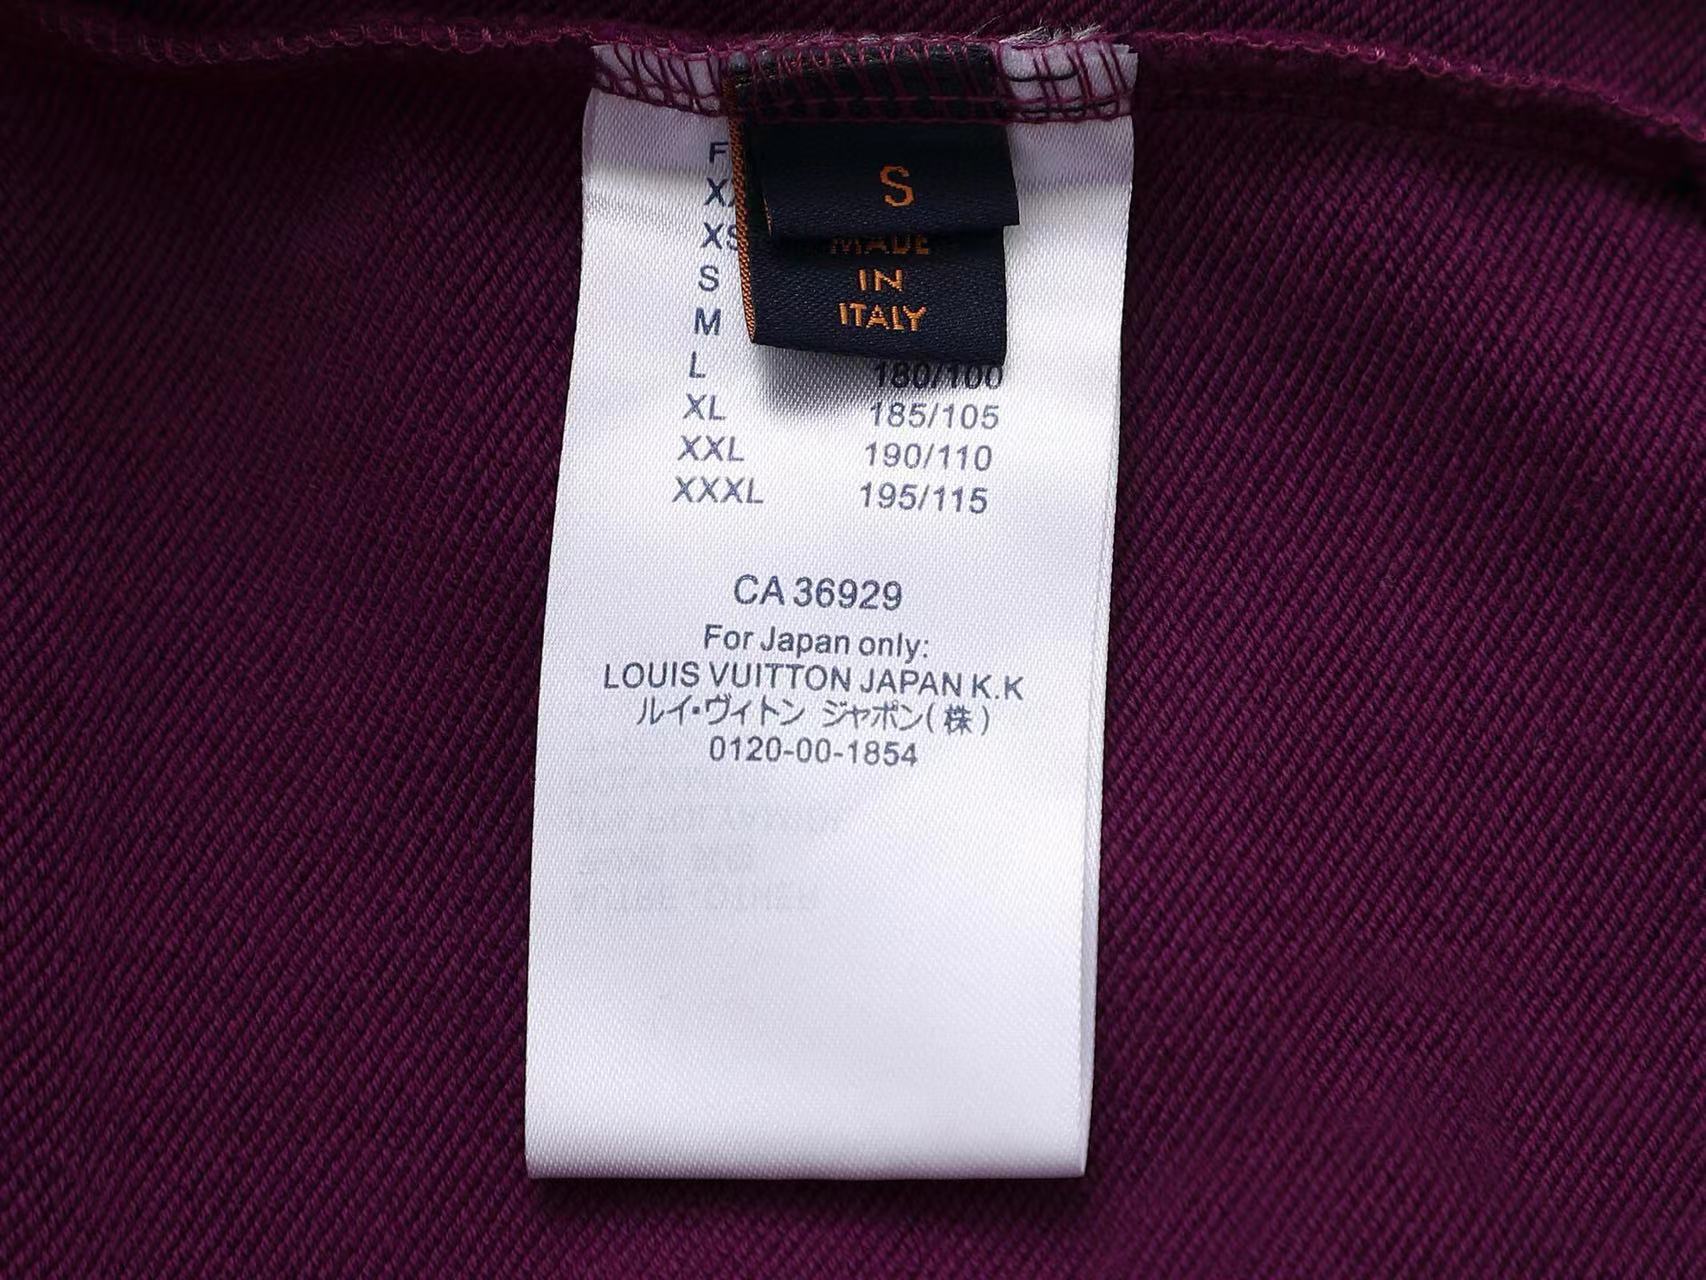 S
MADE
IN
ITALY
S
M
L 180/100
XL 185/105
XXL 190/110
XXXL 195/115
CA 36929
For Japan only:
LOUIS VUITTON JAPAN K.K
ルイ・ヴィトン ジャポン(株)
0120-00-1854